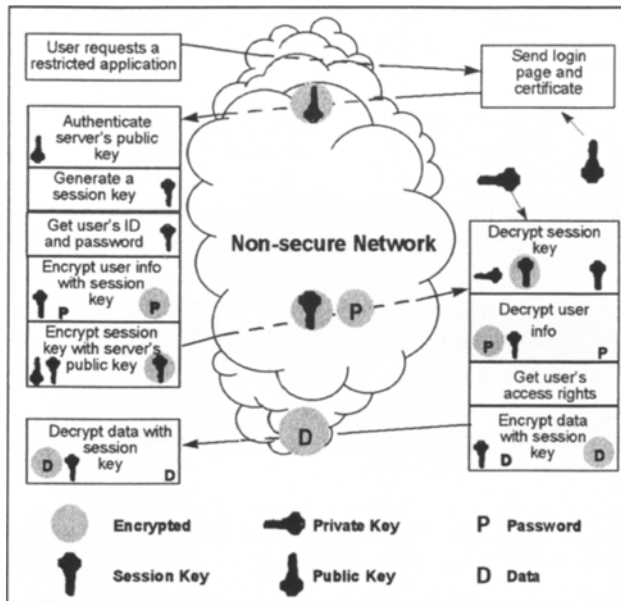 User requests a
restricted application
Send login
page and
certificate
Authenticate
server's public
key
Generate a
session key
Get user's ID
and password
Encrypt user info
with session
key
P
P
Encrypt session
key with server's
public key
Non-secure Network
P
Decrypt session
key
Decrypt user
info
P
P
Get user's
access rights
Encrypt data
with session
key
D
D
D
Decrypt data with
session
key
D
D
Encrypted
Private Key
P Password
Session Key
Public Key
D Data